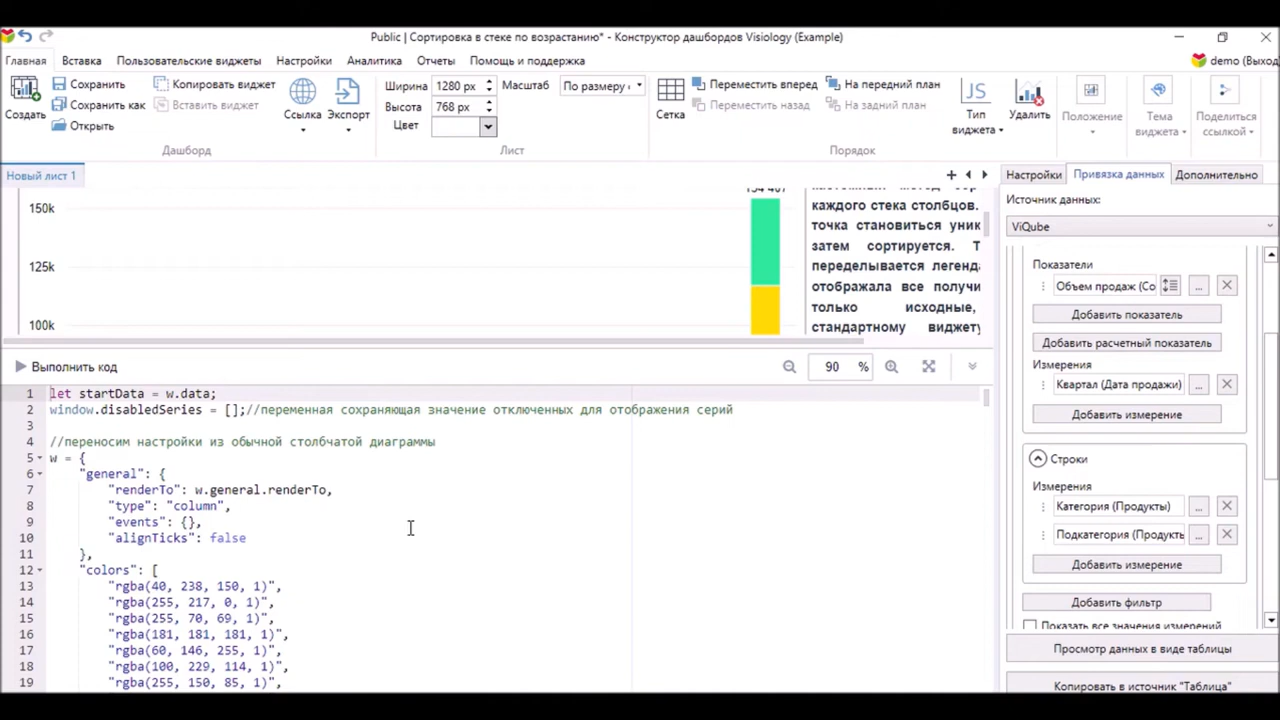 Public | Сортировка в стеке по возрастанию* - Конструктор дашбордов Visiology (Example)
Главная Вставка Пользовательские виджеты Настройки Аналитика Отчеты Помощь и поддержка
demo (Выход
Создать
Сохранить
Сохранить как
Открыть
Копировать виджет
Вставить виджет
Ссылка
Экспорт
Дашборд
Ширина 1280 px
Высота 768 px
Цвет
Масштаб По размеру
Лист
Сетка
Переместить вперед
Переместить назад
На передний план
На задний план
Порядок
JS
Тип виджета
Удалить
Положение
Тема виджета
Поделиться ссылкой
Новый лист 1
150k
125k
100k
каждого стека столбцов.
точка становиться уник
затем сортируется. Т
переделывается легенд
отображала все получи
только исходные,
стандартному виджету
Выполнить код
90 %
1 let startData = w.data;
2 window.disabledSeries = [];//переменная сохраняющая значение отключенных для отображения серий
3
4 //переносим настройки из обычной столбчатой диаграммы
5 w = {
6 "general": {
7 "renderTo": w.general.renderTo,
8 "type": "column",
9 "events": {},
10 "alignTicks": false
11 },
12 "colors": [
13 "rgba(40, 238, 150, 1)",
14 "rgba(255, 217, 0, 1)",
15 "rgba(255, 70, 69, 1)",
16 "rgba(181, 181, 181, 1)",
17 "rgba(60, 146, 255, 1)",
18 "rgba(100, 229, 114, 1)",
19 "rgba(255, 150, 85, 1)",
Настройки Привязка данных Дополнительно
Источник данных:
ViQube
Показатели
Объем продаж (Со
...
Добавить показатель
Добавить расчетный показатель
Измерения
Квартал (Дата продажи)
...
Добавить измерение
Строки
Измерения
Категория (Продукты)
...
Подкатегория (Продукть
...
Добавить измерение
Добавить фильтр
Показать все значения измерений
Просмотр данных в виде таблицы
Копировать в источник "Таблица"